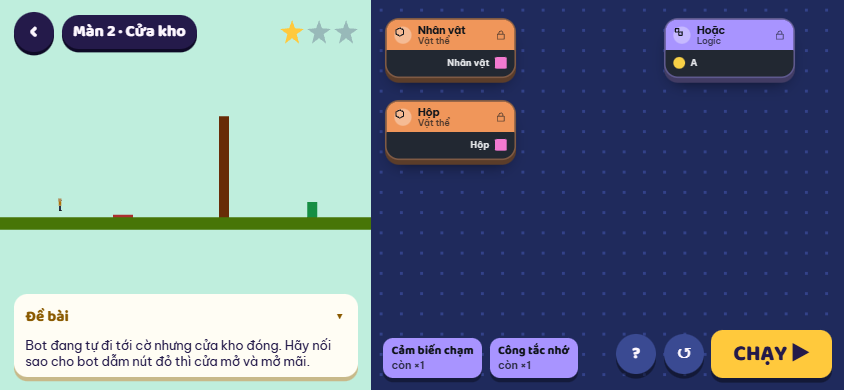 Màn 2 · Cửa kho
Đề bài
Bot đang tự đi tới cờ nhưng cửa kho đóng. Hãy nối
sao cho bot dẫm nút đỏ thì cửa mở và mở mãi.
Nhân vật
Vật thể
Nhân vật
Hộp
Vật thể
Hộp
Hoặc
Logic
A
Cảm biến chạm
còn ×1
Công tắc nhớ
còn ×1
?
CHẠY